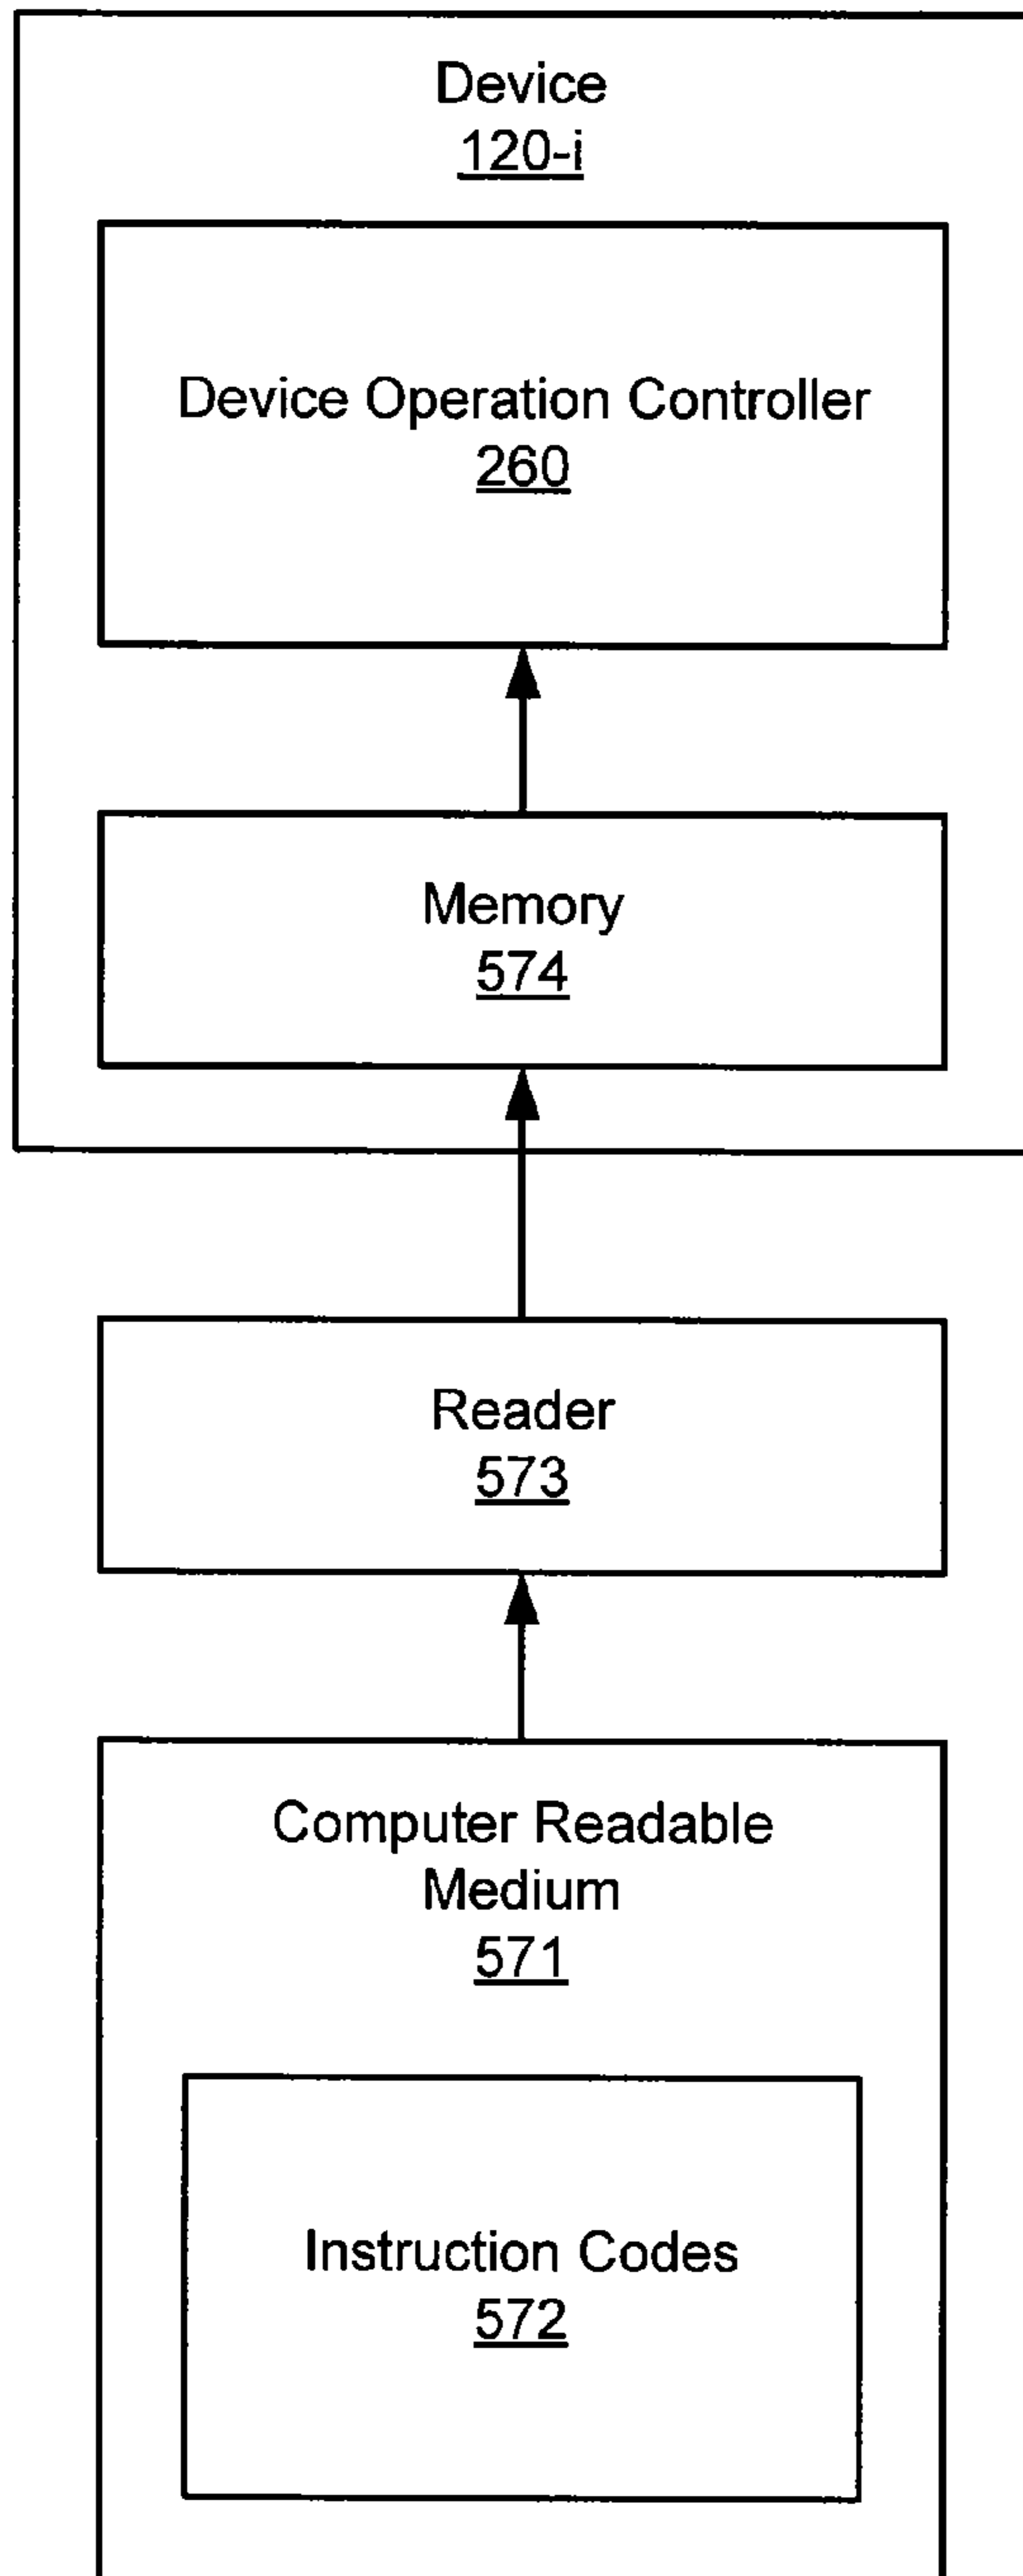 Device
120-i
Device Operation Controller
260
Memory
574
Reader
573
Computer Readable
Medium
571
Instruction Codes
572